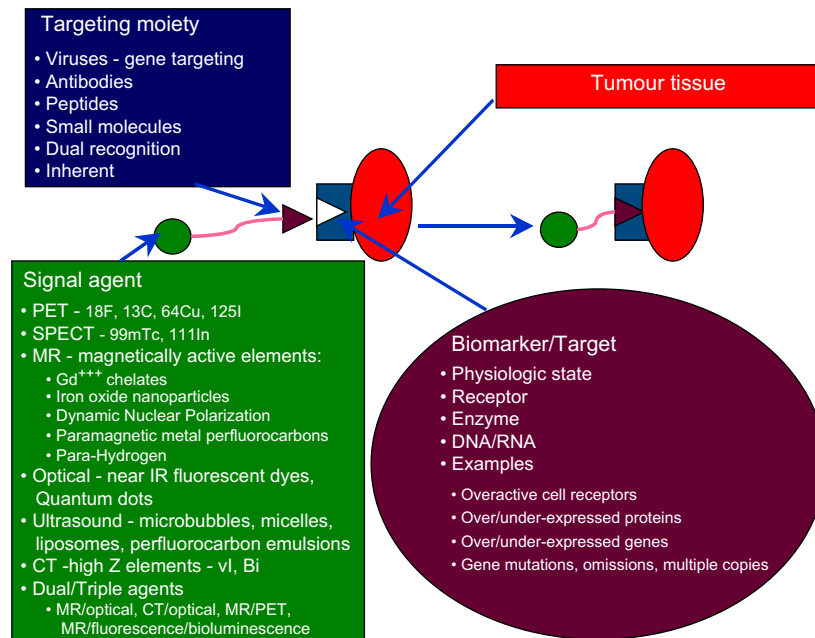 Targeting moiety
• Viruses - gene targeting
• Antibodies
• Peptides
• Small molecules
• Dual recognition
• Inherent
Tumour tissue
Signal agent
• PET - 18F, 13C, 64Cu, 125I
• SPECT - 99mTc, 111In
• MR - magnetically active elements:
• Gd+++ chelates
• Iron oxide nanoparticles
• Dynamic Nuclear Polarization
• Paramagnetic metal perfluorocarbons
• Para-Hydrogen
• Optical - near IR fluorescent dyes,
Quantum dots
• Ultrasound - microbubbles, micelles,
liposomes, perfluorocarbon emulsions
• CT -high Z elements - vI, Bi
• Dual/Triple agents
• MR/optical, CT/optical, MR/PET,
MR/fluorescence/bioluminescence
Biomarker/Target
• Physiologic state
• Receptor
• Enzyme
• DNA/RNA
• Examples
• Overactive cell receptors
• Over/under-expressed proteins
• Over/under-expressed genes
• Gene mutations, omissions, multiple copies